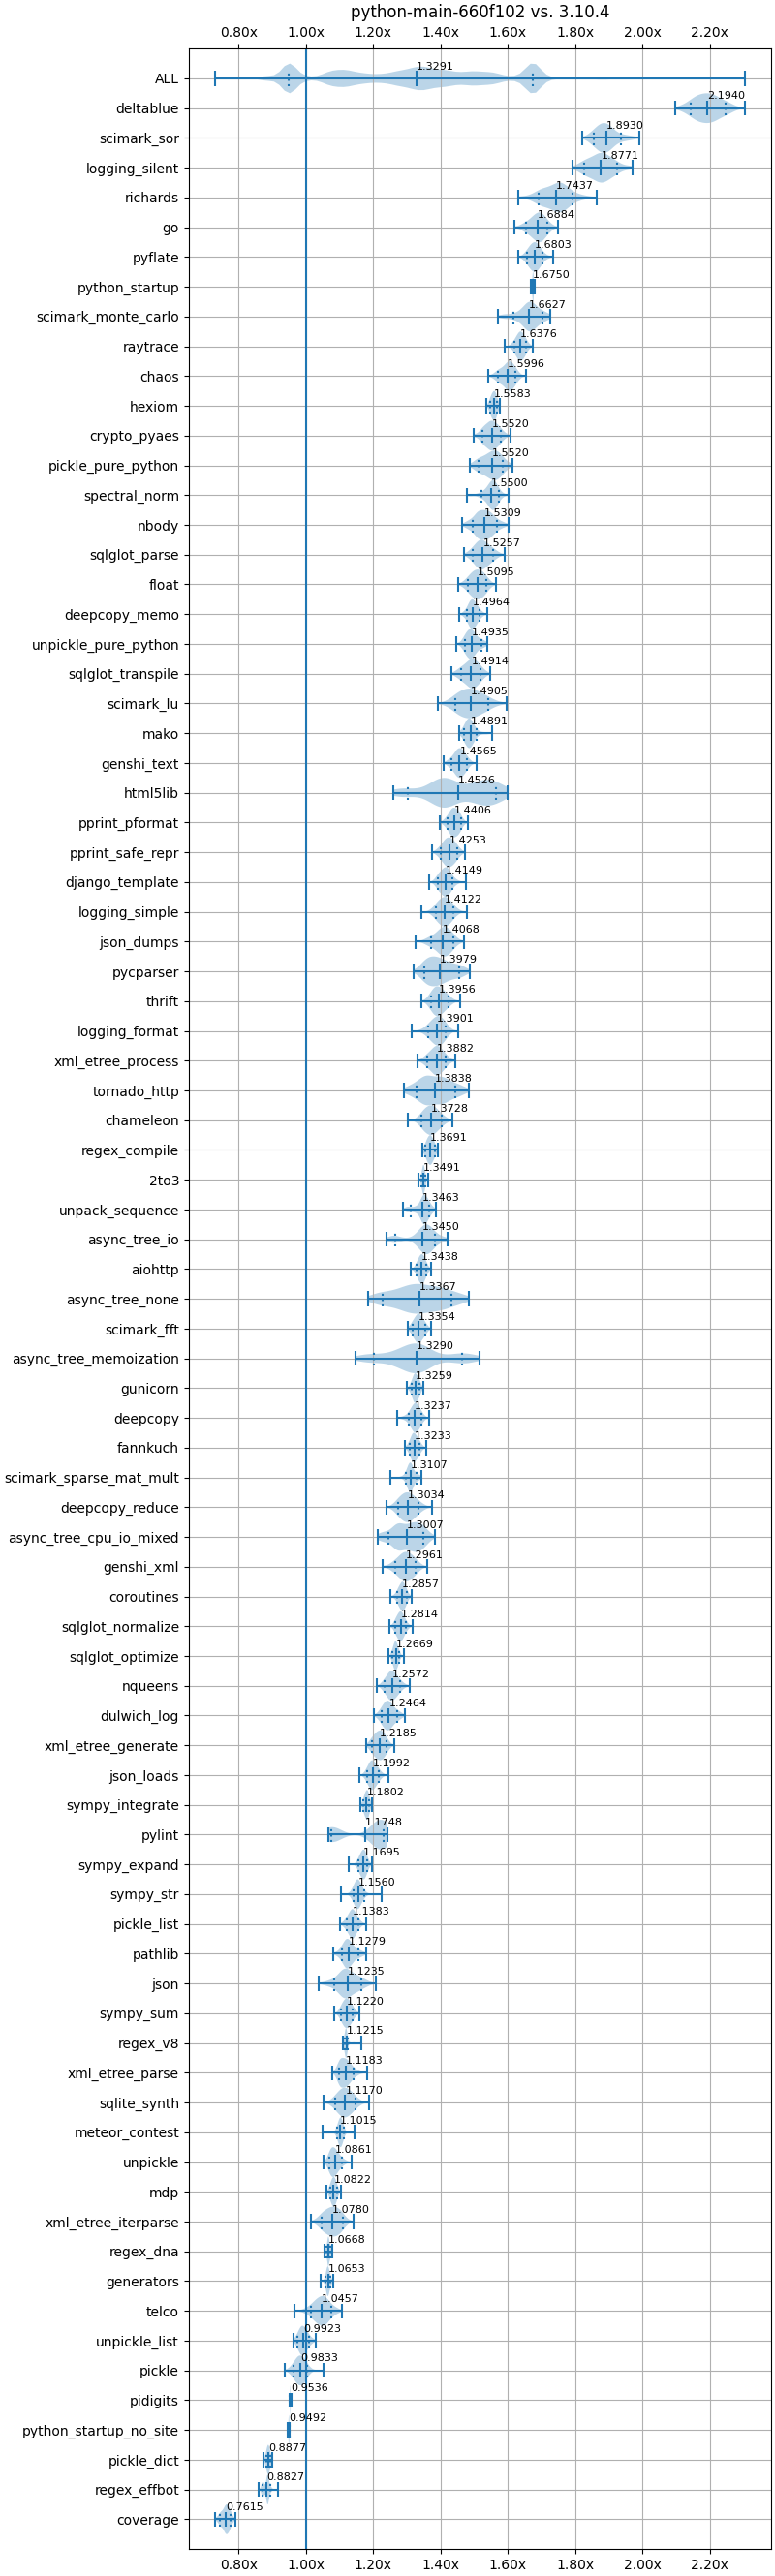 python-main-660f102 vs. 3.10.4
0.80x 1.00x 1.20x 1.40x 1.60x 1.80x 2.00x 2.20x
ALL 1.3291
deltablue 2.1940
scimark_sor 1.8930
logging_silent 1.8771
richards 1.7437
go 1.6884
pyflate 1.6803
python_startup 1.6750
scimark_monte_carlo 1.6627
raytrace 1.6376
chaos 1.5996
hexiom 1.5583
crypto_pyaes 1.5520
pickle_pure_python 1.5520
spectral_norm 1.5500
nbody 1.5309
sqlglot_parse 1.5257
float 1.5095
deepcopy_memo 1.4964
unpickle_pure_python 1.4935
sqlglot_transpile 1.4914
scimark_lu 1.4905
mako 1.4891
genshi_text 1.4565
html5lib 1.4526
pprint_pformat 1.4406
pprint_safe_repr 1.4253
django_template 1.4149
logging_simple 1.4122
json_dumps 1.4068
pycparser 1.3979
thrift 1.3956
logging_format 1.3901
xml_etree_process 1.3882
tornado_http 1.3838
chameleon 1.3728
regex_compile 1.3691
2to3 1.3491
unpack_sequence 1.3463
async_tree_io 1.3450
aiohttp 1.3438
async_tree_none 1.3367
scimark_fft 1.3354
async_tree_memoization 1.3290
gunicorn 1.3259
deepcopy 1.3237
fannkuch 1.3233
scimark_sparse_mat_mult 1.3107
deepcopy_reduce 1.3034
async_tree_cpu_io_mixed 1.3007
genshi_xml 1.2961
coroutines 1.2857
sqlglot_normalize 1.2814
sqlglot_optimize 1.2669
nqueens 1.2572
dulwich_log 1.2464
xml_etree_generate 1.2185
json_loads 1.1992
sympy_integrate 1.1802
pylint 1.1748
sympy_expand 1.1695
sympy_str 1.1560
pickle_list 1.1383
pathlib 1.1279
json 1.1235
sympy_sum 1.1220
regex_v8 1.1215
xml_etree_parse 1.1183
sqlite_synth 1.1170
meteor_contest 1.1015
unpickle 1.0861
mdp 1.0822
xml_etree_iterparse 1.0780
regex_dna 1.0668
generators 1.0653
telco 1.0457
unpickle_list 0.9923
pickle 0.9833
pidigits 0.9536
python_startup_no_site 0.9492
pickle_dict 0.8877
regex_effbot 0.8827
coverage 0.7615
0.80x 1.00x 1.20x 1.40x 1.60x 1.80x 2.00x 2.20x